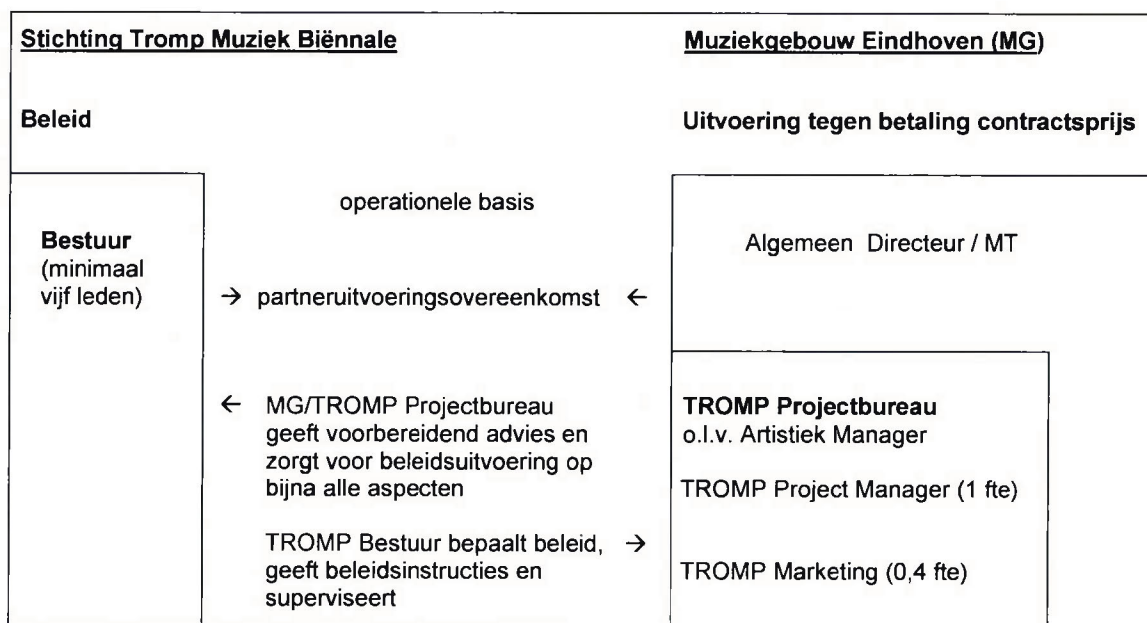 Stichting Tromp Muziek Biënnale
Muziekgebouw Eindhoven (MG)
Beleid
Uitvoering tegen betaling contractsprijs
Bestuur
(minimaal
vijf leden)
operationele basis
→ partneruitvoeringsovereenkomst ←
Algemeen Directeur / MT
← MG/TROMP Projectbureau
geeft voorbereidend advies en
zorgt voor beleidsuitvoering op
bijna alle aspecten
TROMP Bestuur bepaalt beleid, →
geeft beleidsinstructies en
superviseert
TROMP Projectbureau
o.l.v. Artistiek Manager
TROMP Project Manager (1 fte)
TROMP Marketing (0,4 fte)